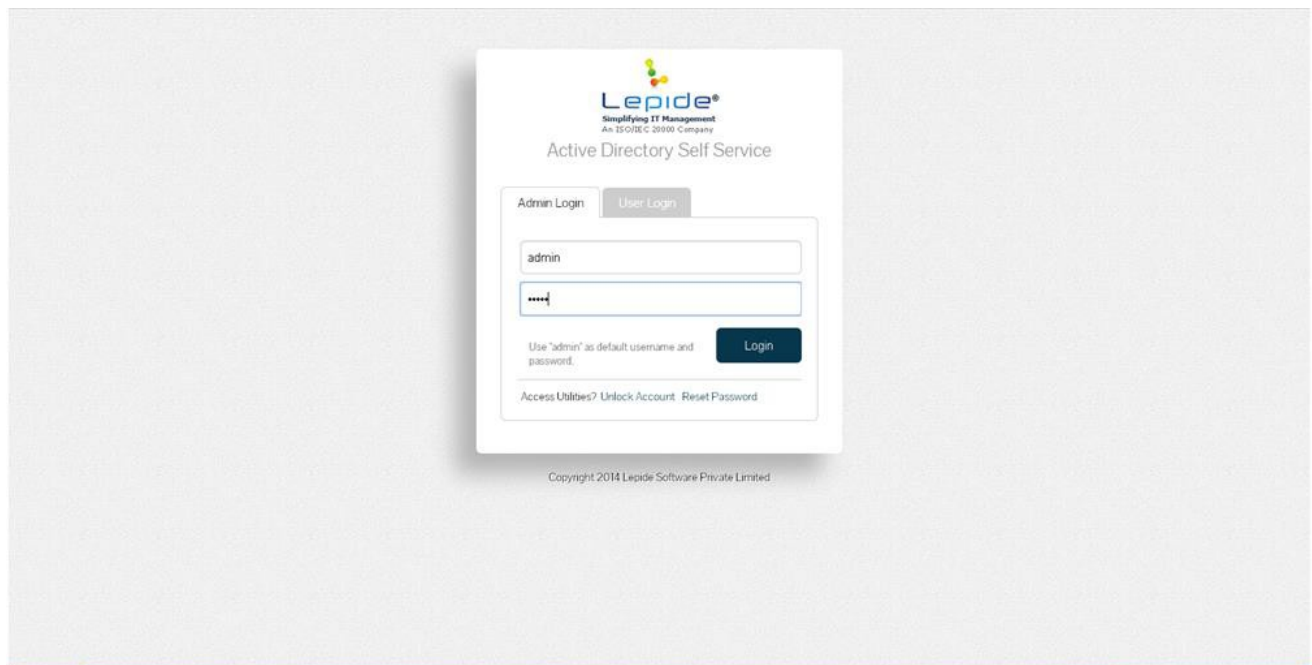 Lepide®
Simplifying IT Management
An ISO/IEC 20000 Company
Active Directory Self Service
Admin Login User Login
admin
•••••
Use "admin" as default username and
password.
Login
Access Utilities? Unlock Account Reset Password
Copyright 2014 Lepide Software Private Limited